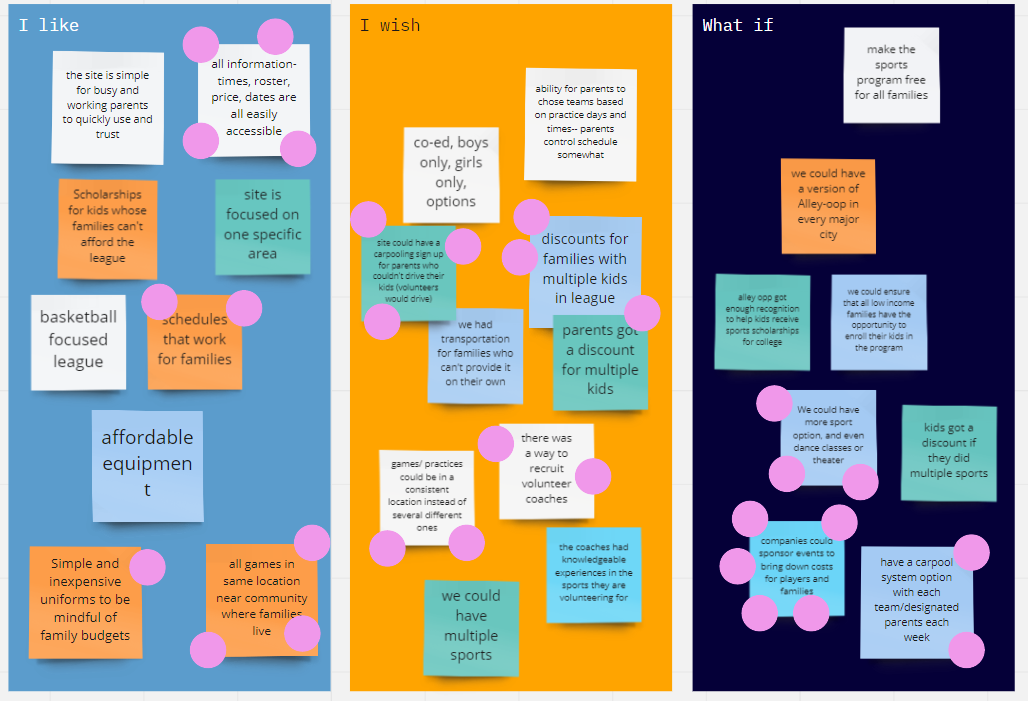 I like
the site is simple
for busy and
working parents
to quickly use and
trust
all information-
times, roster,
price, dates are
all easily
accessible
Scholarships
for kids whose
families can't
afford the
league
site is
focused on
one specific
area
basketball
focused
league
schedules
that work
for families
affordable
equipmen
t
Simple and
inexpensive
uniforms to be
mindful of
family budgets
all games in
same location
near community
where families
live
I wish
ability for parents to
chose teams based
on practice days and
times-- parents
control schedule
somewhat
co-ed, boys
only, girls
only,
options
site could have a
carpooling sign up
for parents who
couldn't drive their
kids (volunteers
would drive)
discounts for
families with
multiple kids
in league
we had
transportation
for families who
can't provide it
on their own
parents got
a discount
for multiple
kids
there was
a way to
recruit
volunteer
coaches
games/ practices
could be in a
consistent
location instead of
several different
ones
the coaches had
knowledgeable
experiences in the
sports they are
volunteering for
we could
have
multiple
sports
What if
make the
sports
program free
for all families
we could have
a version of
Alley-oop in
every major
city
alley opp got
enough recognition
to help kids receive
sports scholarships
for college
we could ensure
that all low income
families have the
opportunity to
enroll their kids in
the program
We could have
more sport
option, and even
dance classes or
theater
kids got a
discount if
they did
multiple sports
companies could
sponsor events to
bring down costs
for players and
families
have a carpool
system option
with each
team/designated
parents each
week